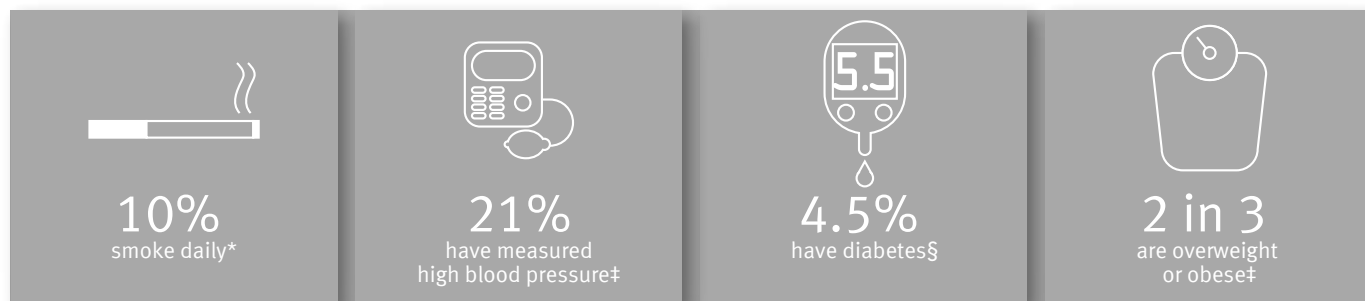 10%
smoke daily*
21%
have measured
high blood pressure‡
5.5
4.5%
have diabetes§
2 in 3
are overweight
or obese‡